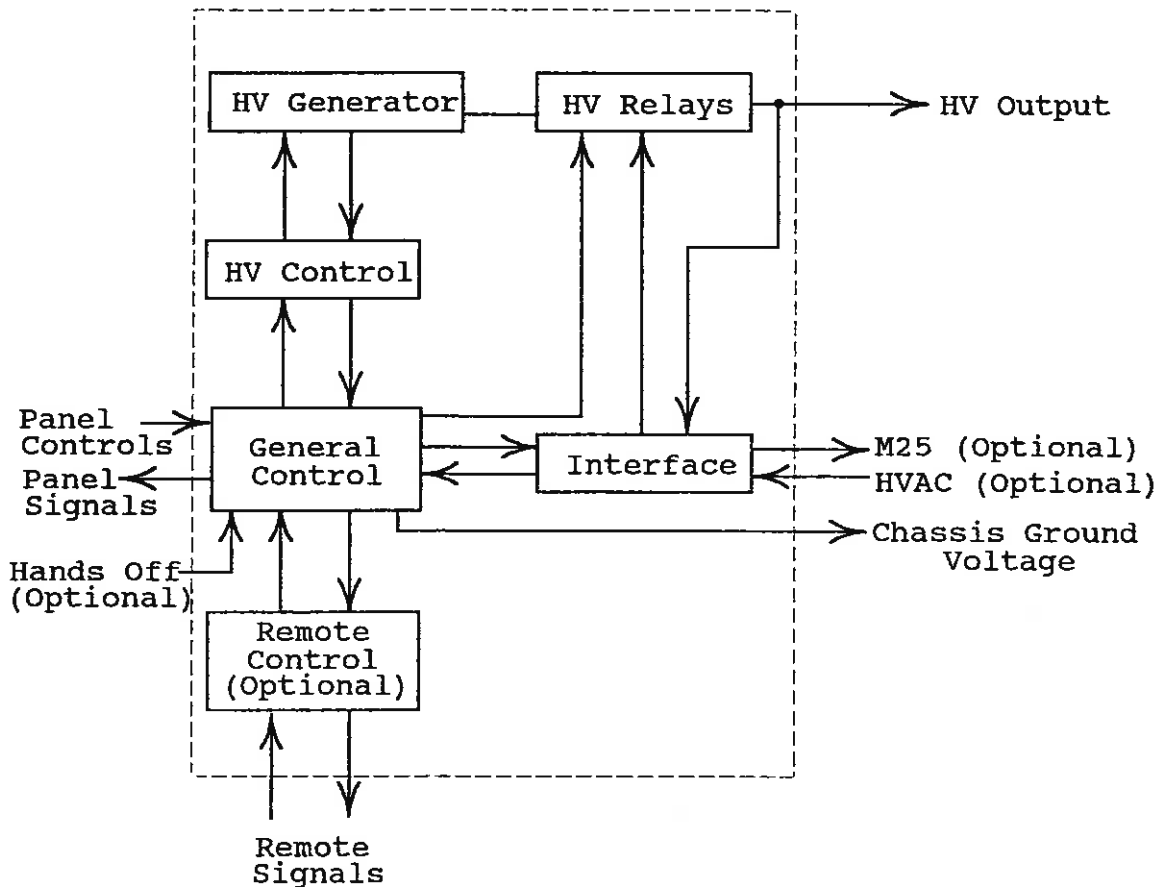 HV Generator
HV Relays
HV Output
HV Control
Panel
Controls
Panel
Signals
General
Control
Interface
M25 (Optional)
HVAC (Optional)
Chassis Ground
Voltage
Hands Off
(Optional)
Remote
Control
(Optional)
Remote
Signals